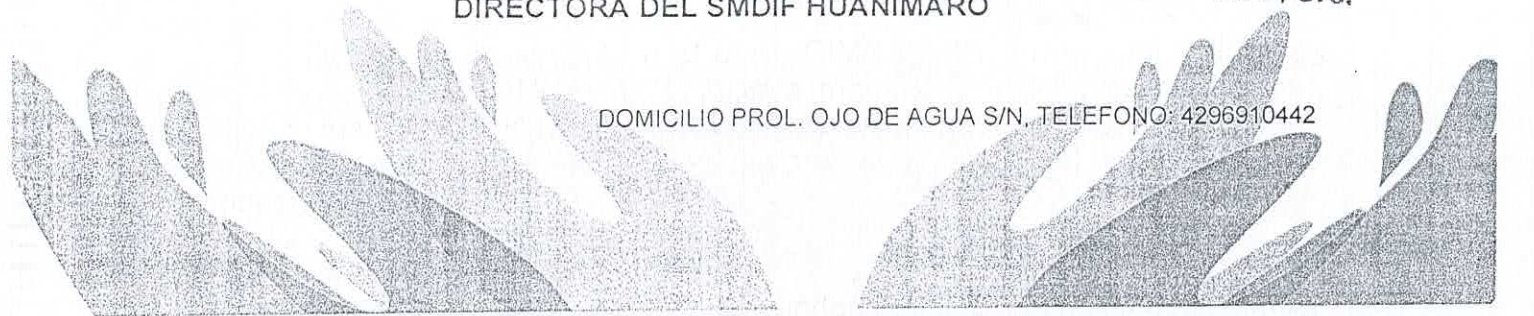 DIRECTORA DEL SMDIF HUANIMARO
DOMICILIO PROL. OJO DE AGUA S/N, TELEFONO: 4296910442